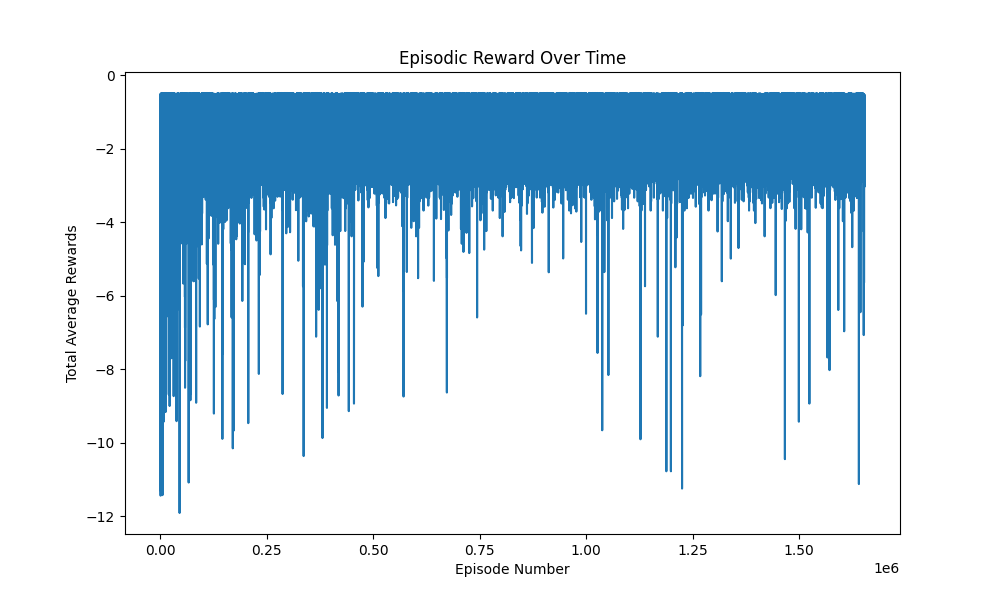 Episodic Reward Over Time
Total Average Rewards
0
−2
−4
−6
−8
−10
−12
0.00 0.25 0.50 0.75 1.00 1.25 1.50
1e6
Episode Number